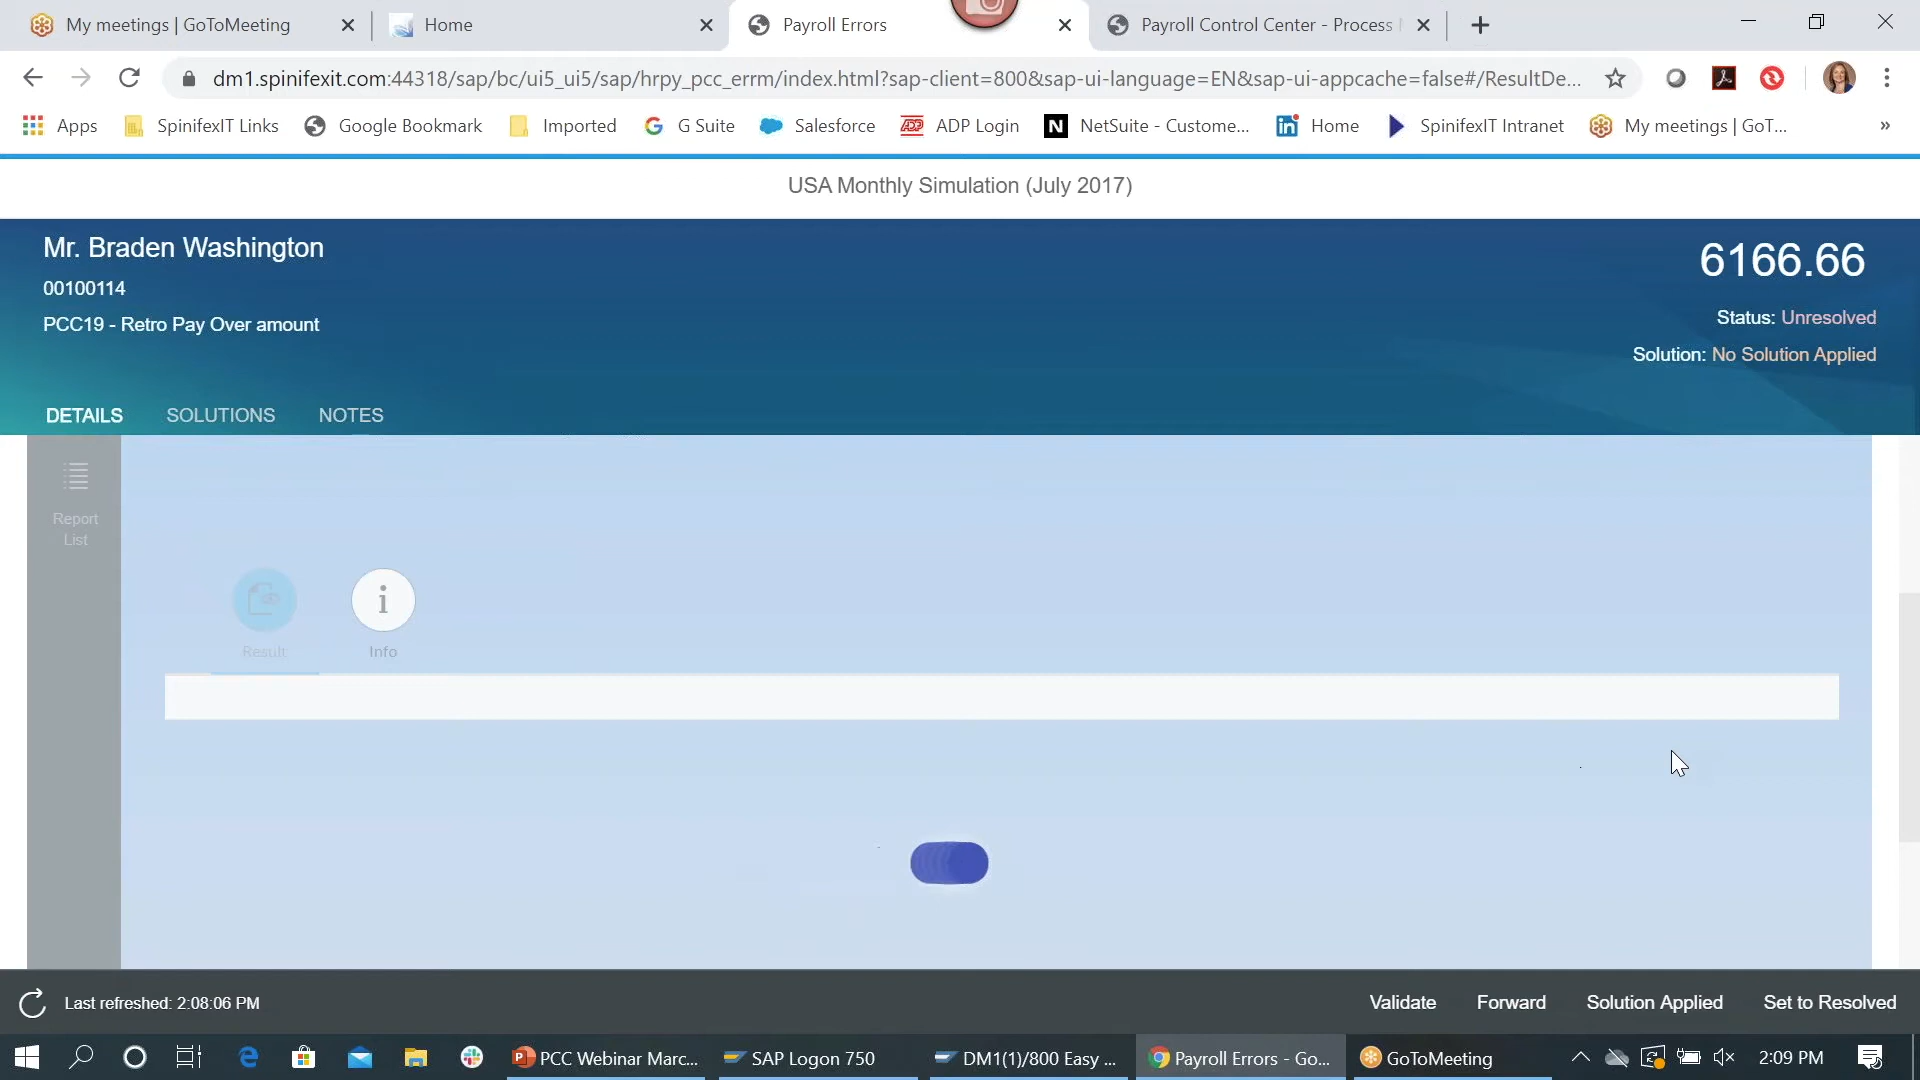 My meetings | GoToMeeting
Home
Payroll Errors
Payroll Control Center - Process
dm1.spinifexit.com:44318/sap/bc/ui5_ui5/sap/hrpy_pcc_errm/index.html?sap-client=800&sap-ui-language=EN&sap-ui-appcache=false#/ResultDe...
Apps
SpinifexIT Links
Google Bookmark
Imported
G Suite
Salesforce
ADP Login
NetSuite - Custome...
Home
SpinifexIT Intranet
My meetings | GoT...
»
USA Monthly Simulation (July 2017)
Mr. Braden Washington
6166.66
00100114
Status: Unresolved
PCC19 - Retro Pay Over amount
Solution: No Solution Applied
DETAILS
SOLUTIONS
NOTES
Report
List
Result
Info
Last refreshed: 2:08:06 PM
Validate
Forward
Solution Applied
Set to Resolved
PCC Webinar Marc...
SAP Logon 750
DM1(1)/800 Easy ...
Payroll Errors - Go...
GoToMeeting
2:09 PM